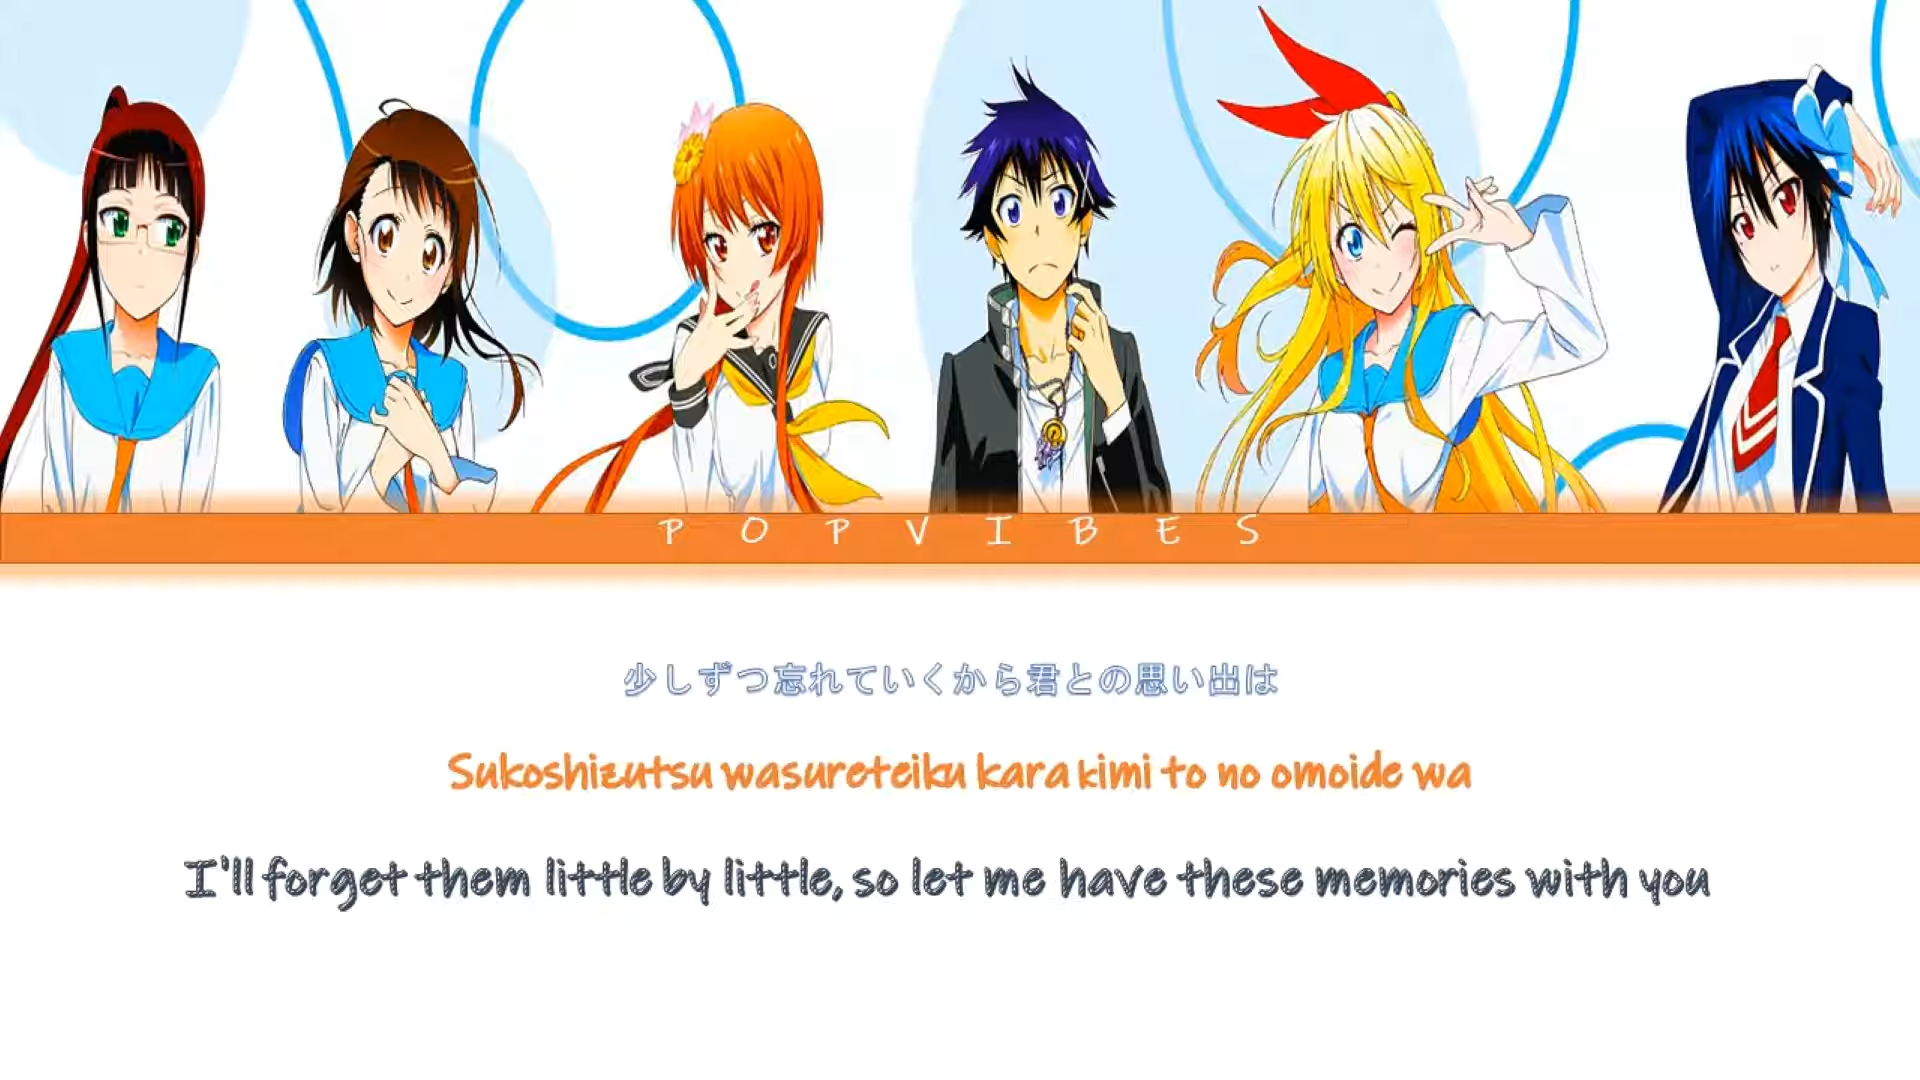 P O P V I B E S
少しずつ忘れていくから君との思い出は
Sukoshizutsu wasureteiku kara kimi to no omoide wa
I'll forget them little by little, so let me have these memories with you